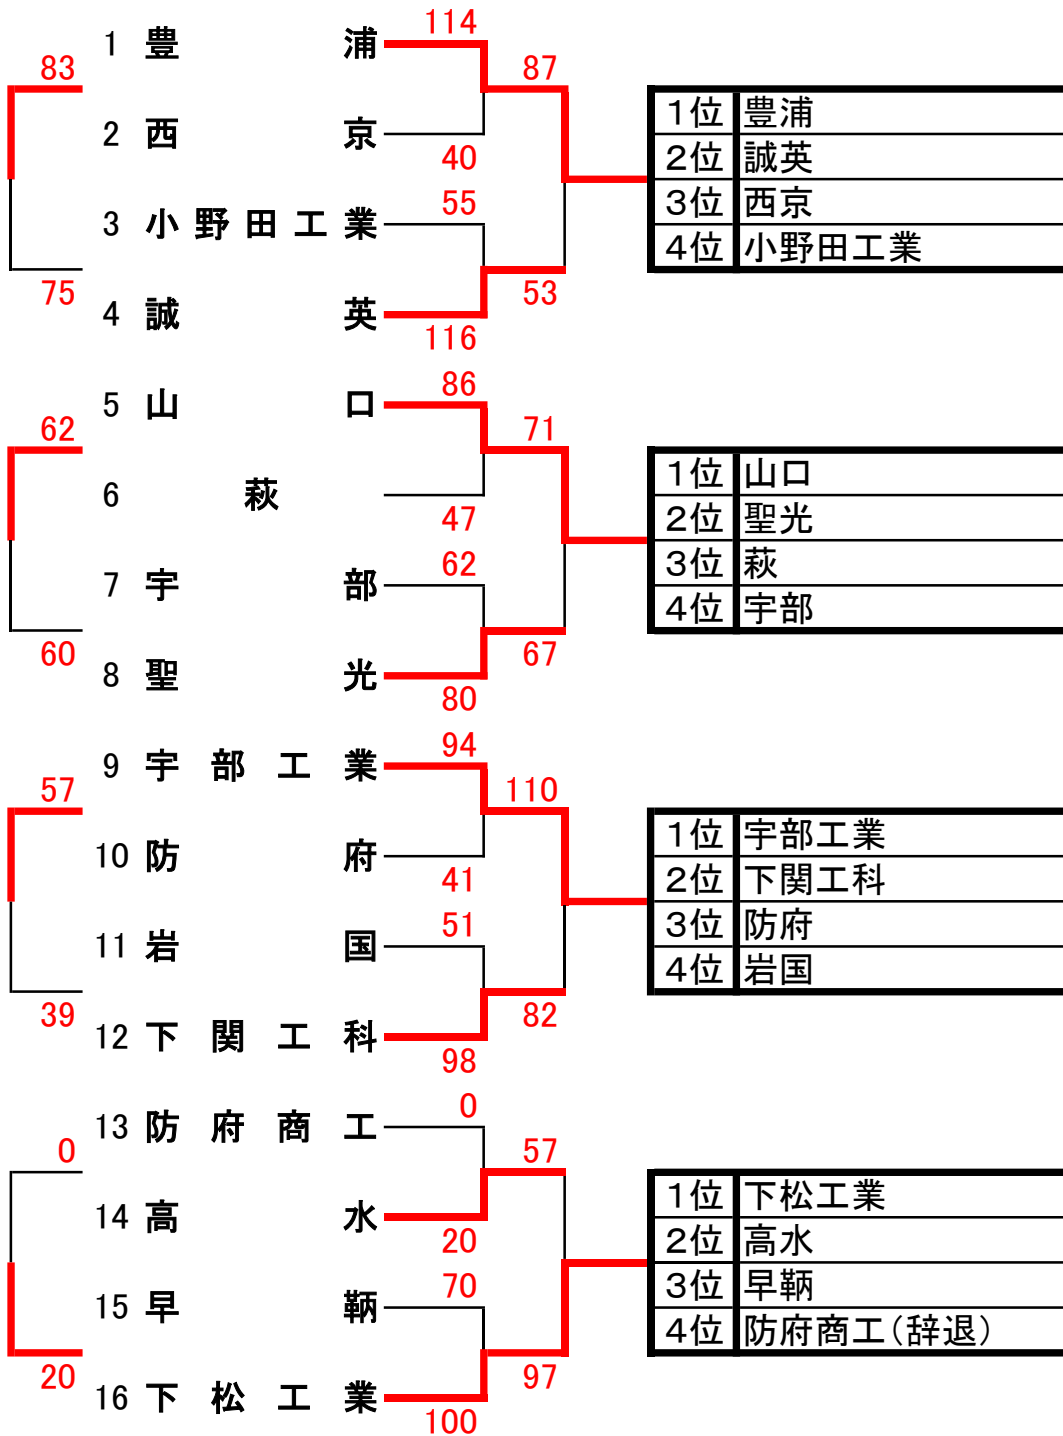 114
1 豊浦
83
87
1位 豊浦
2 西京
2位 誠英
40
55
3位 西京
3 小野田工業
4位 小野田工業
75
53
4 誠英
116
86
5 山口
62
71
1位 山口
6 萩
2位 聖光
47
62
3位 萩
7 宇部
4位 宇部
60
67
8 聖光
80
94
9 宇部工業
57
110
1位 宇部工業
10 防府
2位 下関工科
41
51
3位 防府
11 岩国
4位 岩国
39
82
12 下関工科
98
0
13 防府商工
0
57
1位 下松工業
14 高水
2位 高水
20
70
3位 早鞆
15 早鞆
4位 防府商工(辞退)
20
97
16 下松工業
100